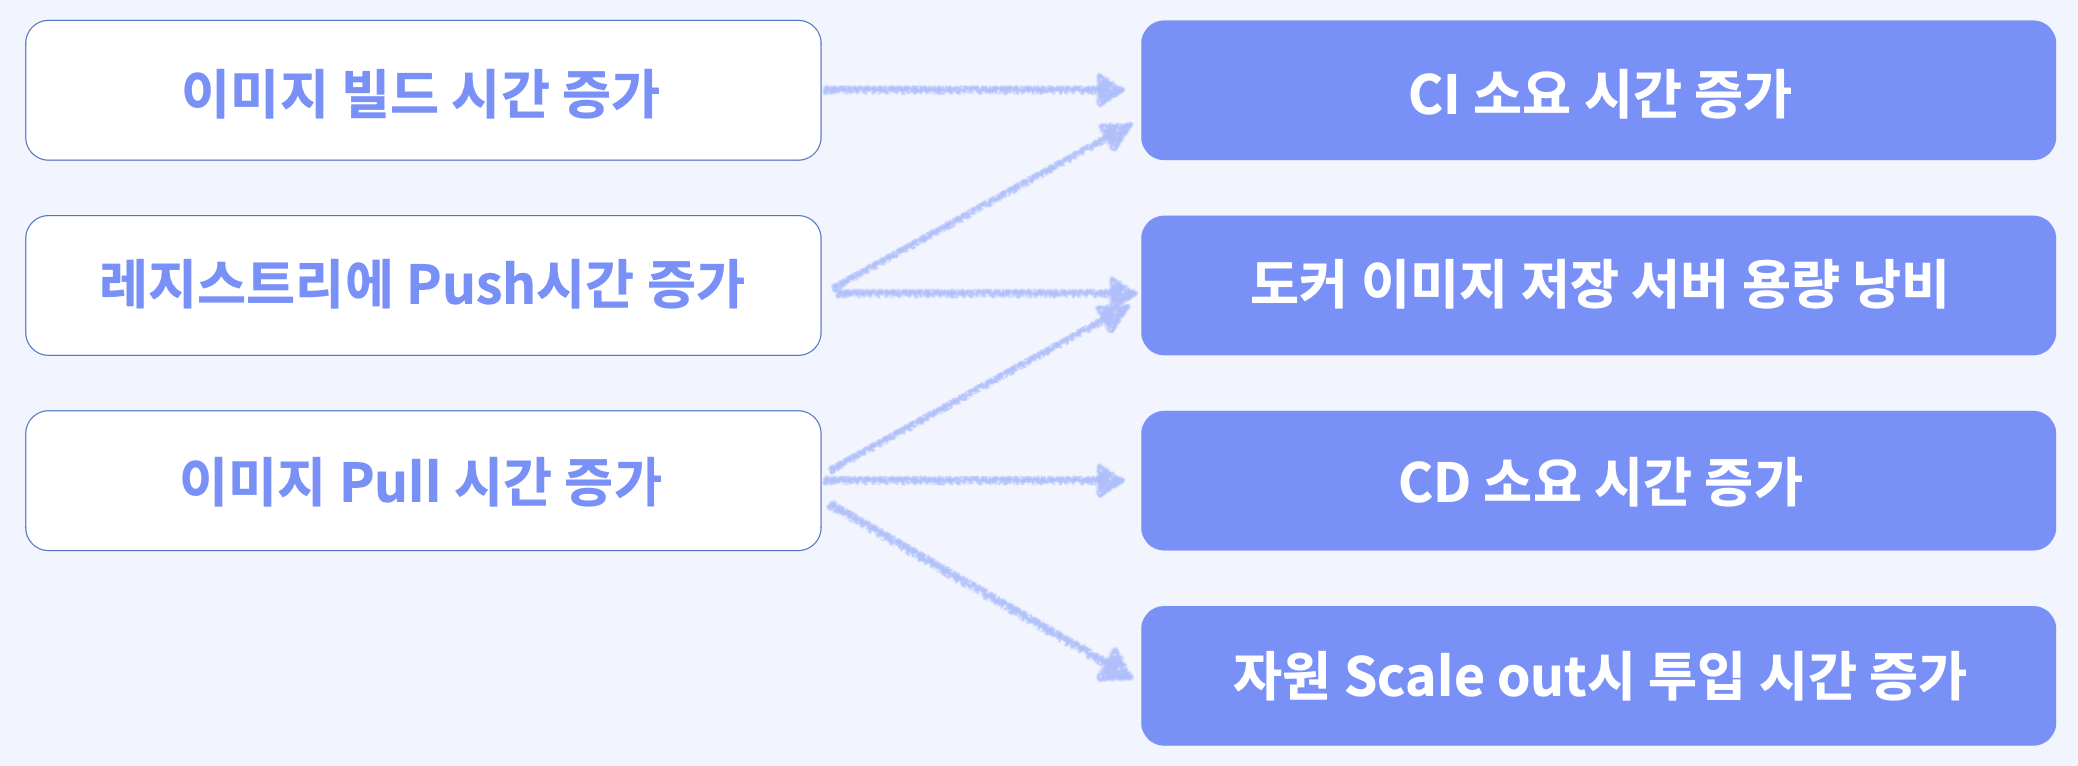 이미지 빌드 시간 증가
레지스트리에 Push시간 증가
이미지 Pull 시간 증가
CI 소요 시간 증가
도커 이미지 저장 서버 용량 낭비
CD 소요 시간 증가
자원 Scale out시 투입 시간 증가